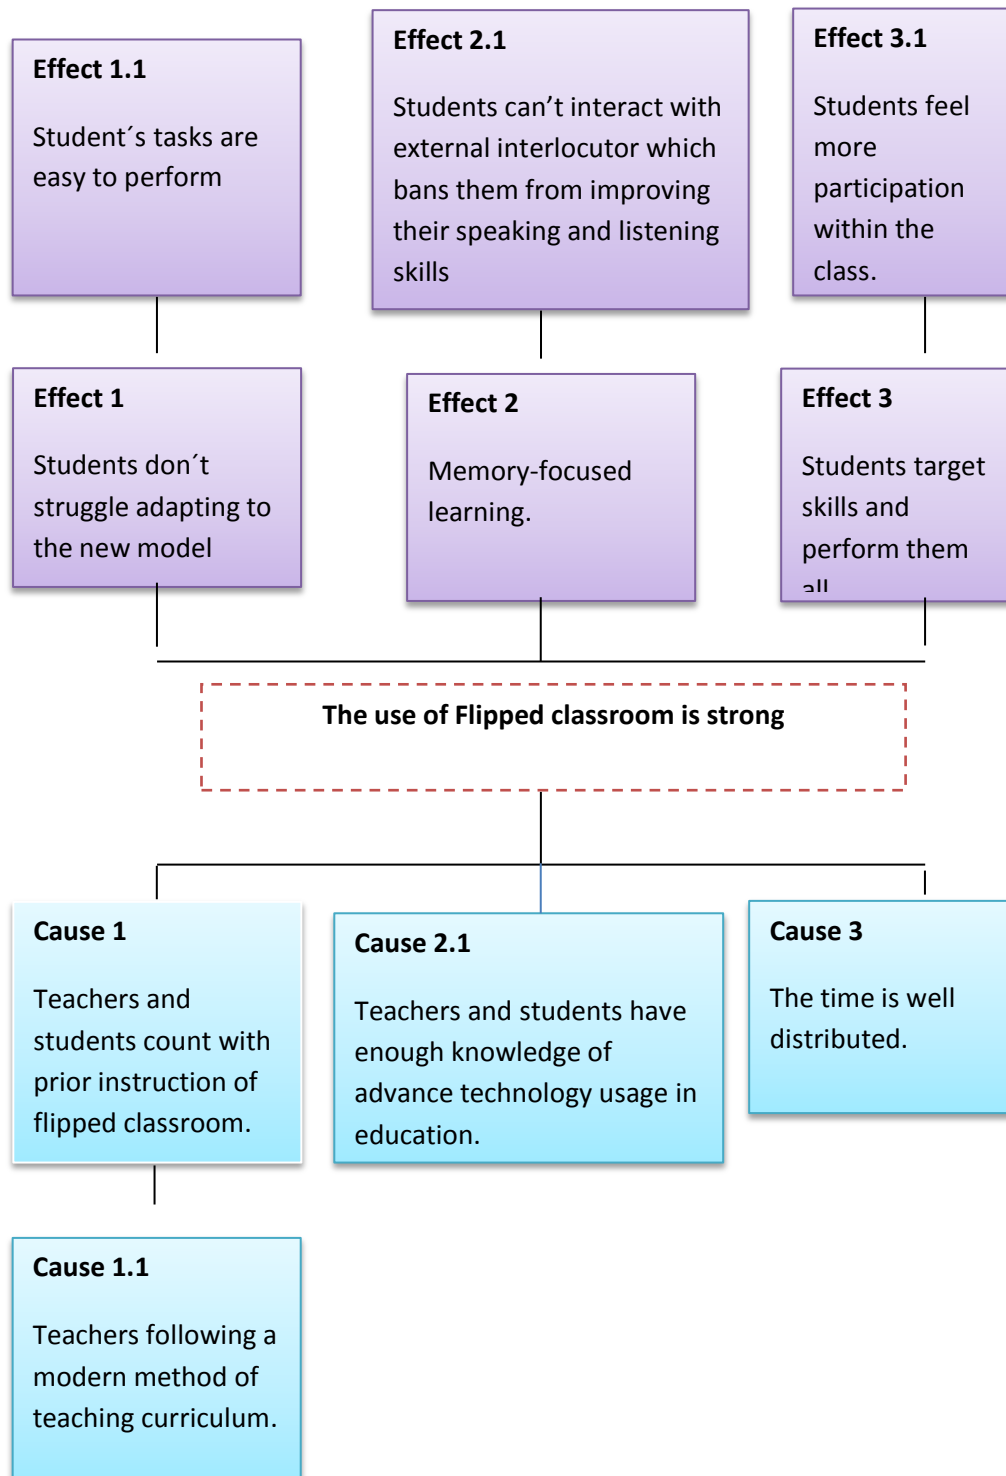 Effect 1.1
Student´s tasks are
easy to perform
Effect 2.1
Students can’t interact with
external interlocutor which
bans them from improving
their speaking and listening
skills
Effect 3.1
Students feel
more
participation
within the
class.
Effect 1
Students don´t
struggle adapting to
the new model
Effect 2
Memory-focused
learning.
Effect 3
Students target
skills and
perform them
all
The use of Flipped classroom is strong
Cause 1
Teachers and
students count with
prior instruction of
flipped classroom.
Cause 2.1
Teachers and students have
enough knowledge of
advance technology usage in
education.
Cause 3
The time is well
distributed.
Cause 1.1
Teachers following a
modern method of
teaching curriculum.